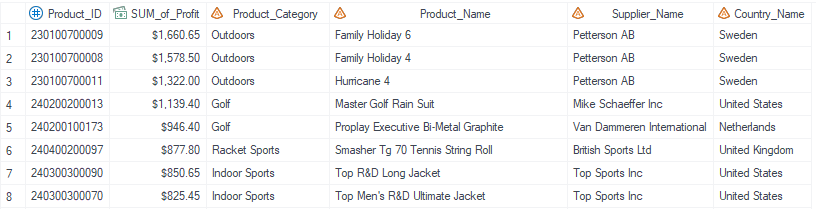 Product_ID SUM_of_Profit Product_Category Product_Name Supplier_Name Country_Name
1 230100700009 $1,660.65 Outdoors Family Holiday 6 Petterson AB Sweden
2 230100700008 $1,578.50 Outdoors Family Holiday 4 Petterson AB Sweden
3 230100700011 $1,322.00 Outdoors Hurricane 4 Petterson AB Sweden
4 240200200013 $1,139.40 Golf Master Golf Rain Suit Mike Schaeffer Inc United States
5 240200100173 $946.40 Golf Proplay Executive Bi-Metal Graphite Van Dammeren International Netherlands
6 240400200097 $877.80 Racket Sports Smasher Tg 70 Tennis String Roll British Sports Ltd United Kingdom
7 240300300090 $850.65 Indoor Sports Top R&D Long Jacket Top Sports Inc United States
8 240300300070 $825.45 Indoor Sports Top Men's R&D Ultimate Jacket Top Sports Inc United States